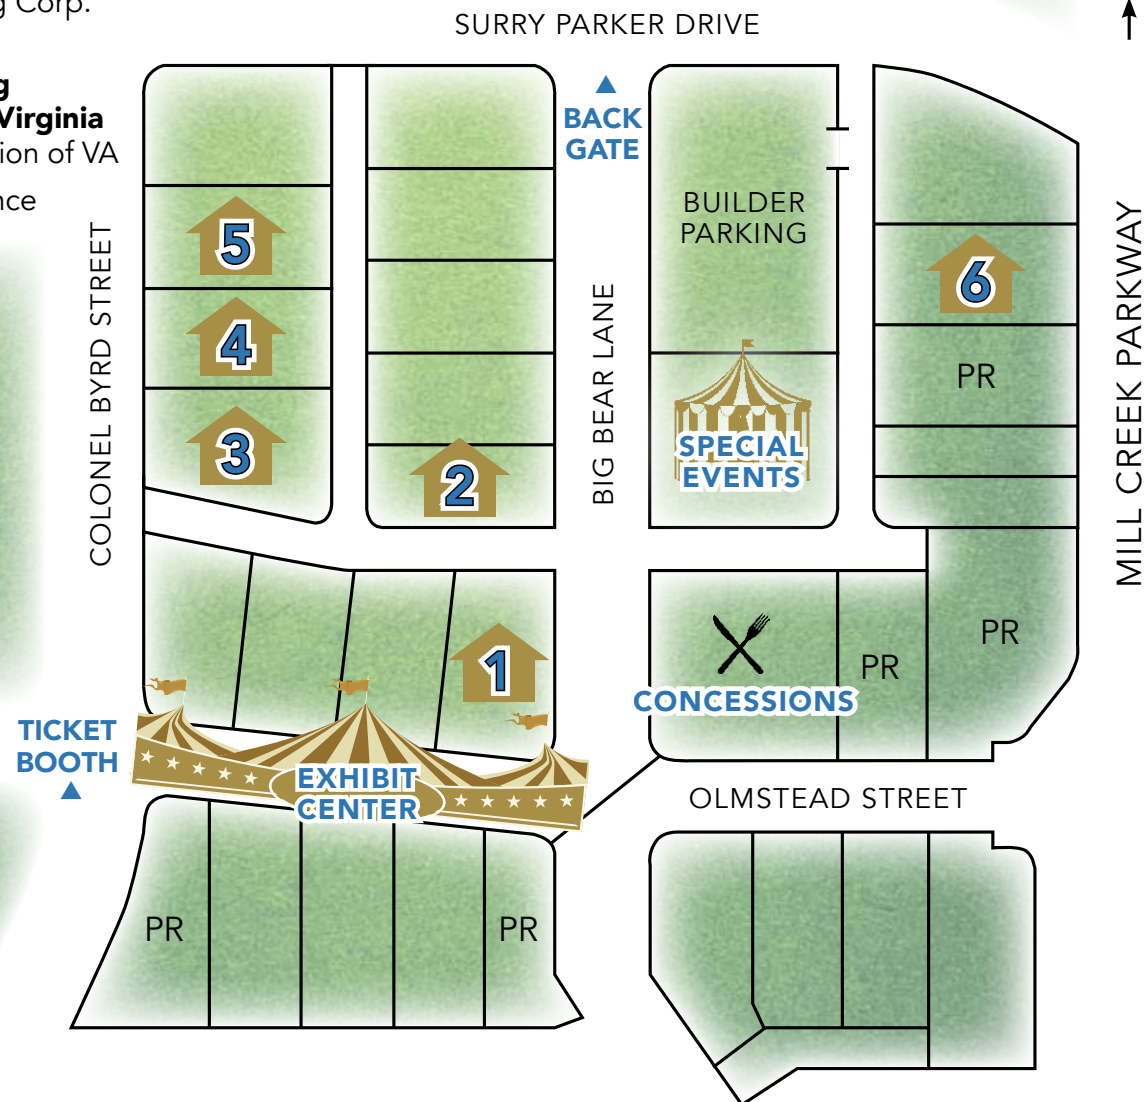 g Corp.
SURRY PARKER DRIVE
g
Virginia
ion of VA
nce
BACK
GATE
BUILDER
PARKING
COLONEL BYRD STREET
5
4
3
2
BIG BEAR LANE
SPECIAL
EVENTS
6
PR
MILL CREEK PARKWAY
1
CONCESSIONS
PR
PR
TICKET
BOOTH
EXHIBIT
CENTER
OLMSTEAD STREET
PR
PR